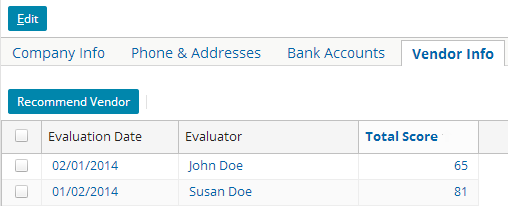 Edit
Company Info Phone & Addresses Bank Accounts Vendor Info
Recommend Vendor
Evaluation Date Evaluator Total Score
02/01/2014 John Doe 65
01/02/2014 Susan Doe 81